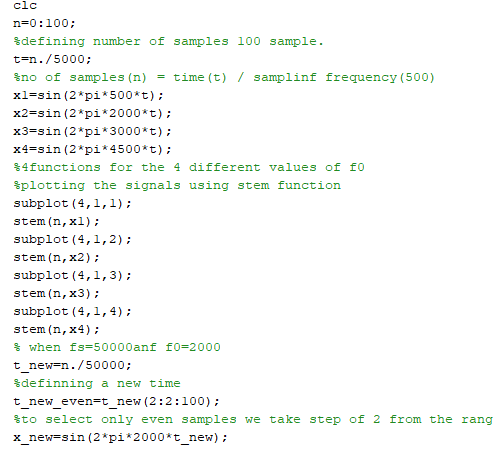 clc
n=0:100;
%defining number of samples 100 sample.
t=n./5000;
%no of samples(n) = time(t) / samplinf frequency(500)
x1=sin(2*pi*500*t);
x2=sin(2*pi*2000*t);
x3=sin(2*pi*3000*t);
x4=sin(2*pi*4500*t);
%4functions for the 4 different values of f0
%plotting the signals using stem function
subplot(4,1,1);
stem(n,x1);
subplot(4,1,2);
stem(n,x2);
subplot(4,1,3);
stem(n,x3);
subplot(4,1,4);
stem(n,x4);
% when fs=50000anf f0=2000
t_new=n./50000;
%definning a new time
t_new_even=t_new(2:2:100);
%to select only even samples we take step of 2 from the rang
x_new=sin(2*pi*2000*t_new);